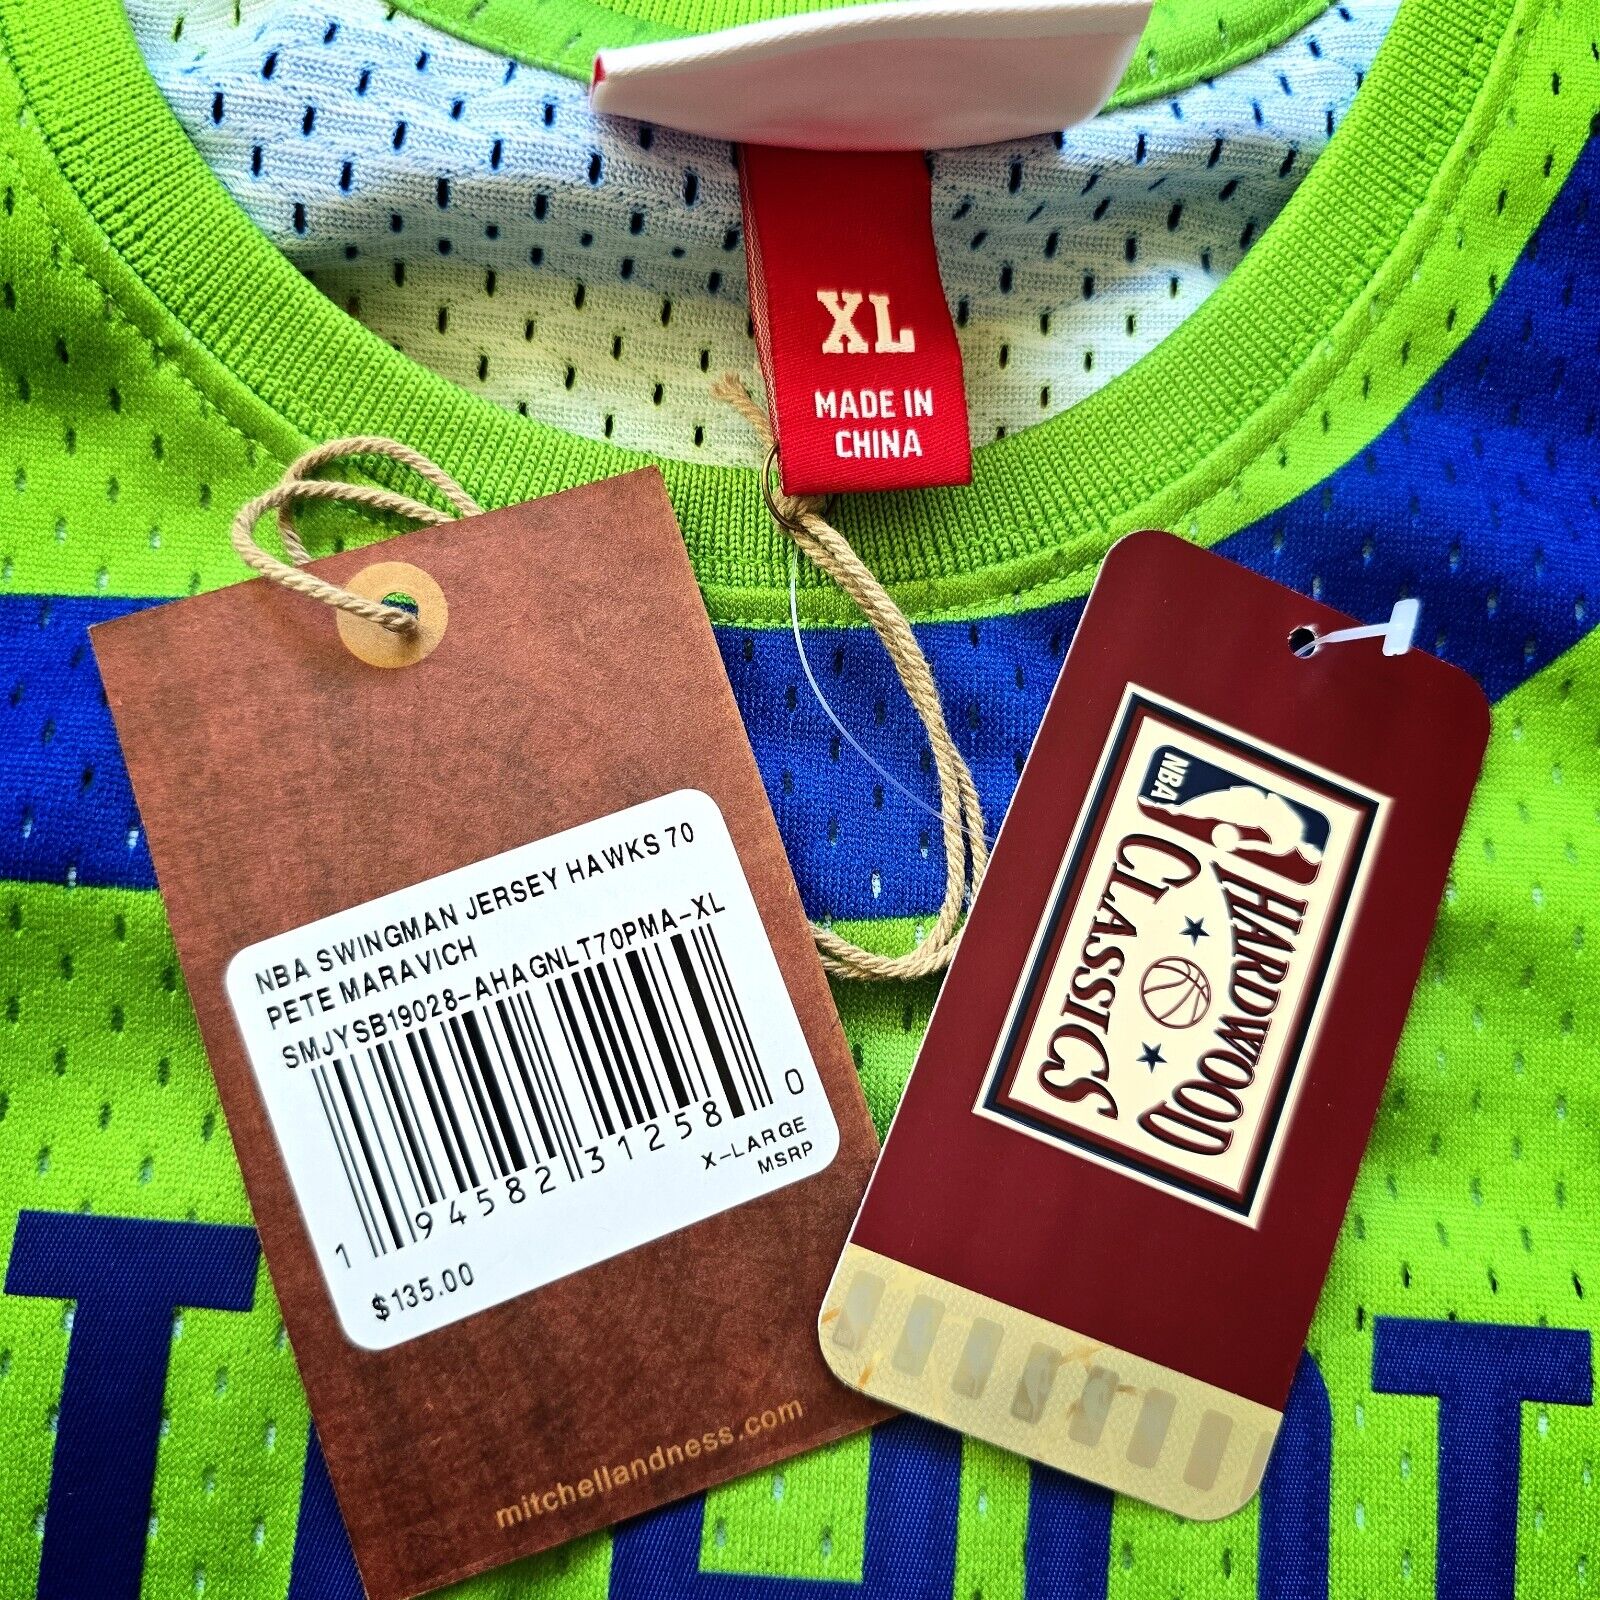 XL
MADE IN
CHINA
NBA SWINGMAN JERSEY HAWKS 70
PETE MARAVICH
SMJYSB19028-AHAGNLT70PMA-XL
1 94582 31258 0
X-LARGE
MSRP
$135.00
mitchellandness.com
NBA
HARDWOOD
CLASSICS